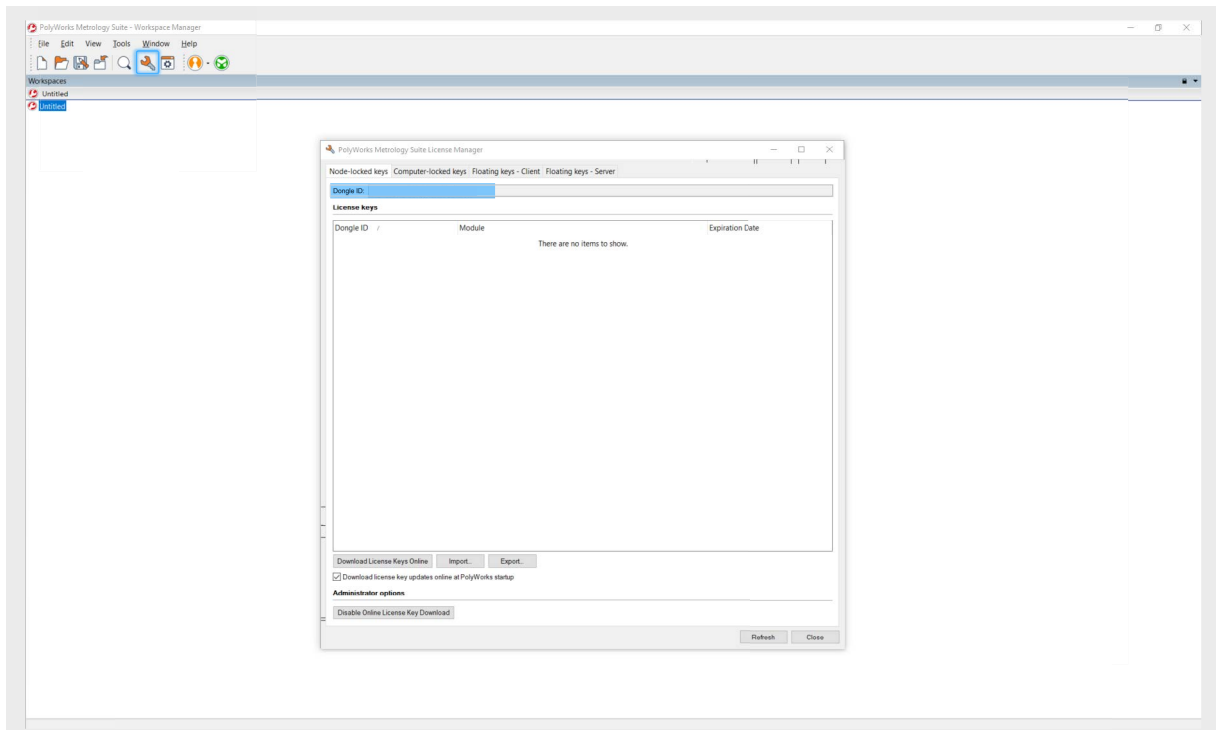 PolyWorks Metrology Suite - Workspace Manager
File Edit View Tools Window Help
Workspaces
Untitled
Untitled
PolyWorks Metrology Suite License Manager
Node-locked keys Computer-locked keys Floating keys - Client Floating keys - Server
Dongle ID:
License keys
Dongle ID / Module Expiration Date
There are no items to show.
Download License Keys Online Import... Export...
Download license key updates online at PolyWorks startup
Administrator options
Disable Online License Key Download
Refresh Close